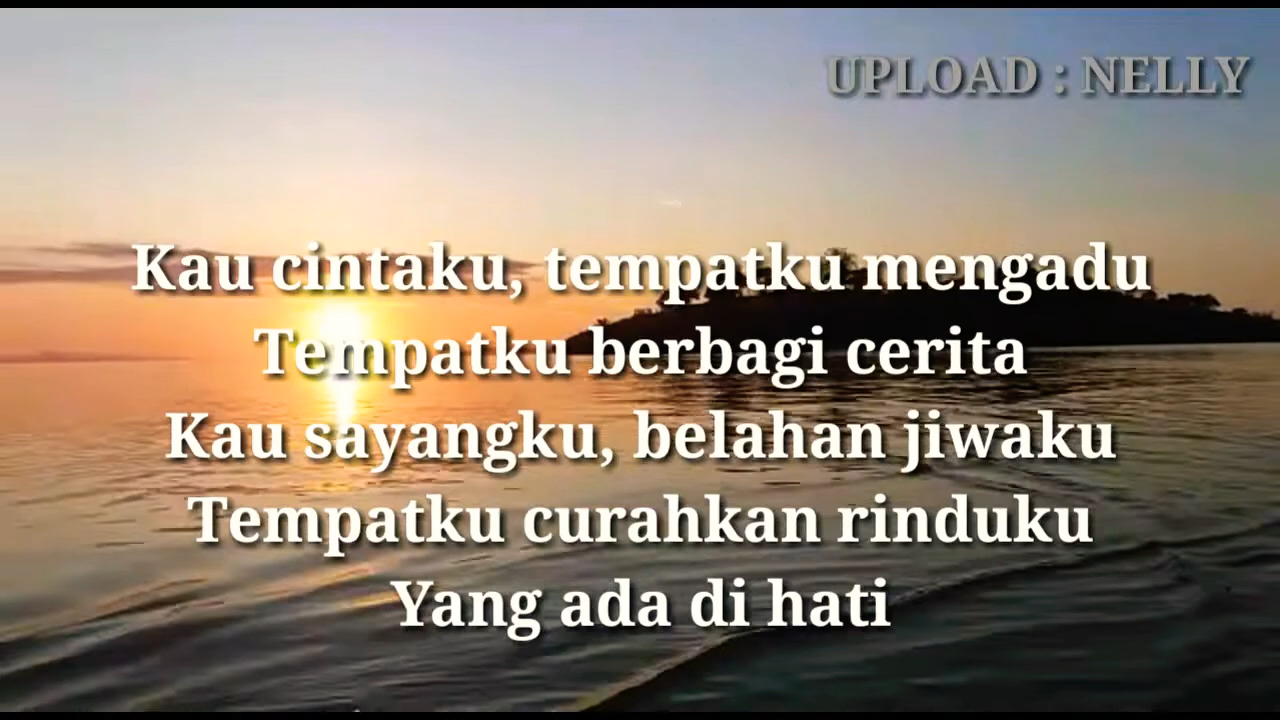 UPLOAD : NELLY
Kau cintaku, tempatku mengadu
Tempatku berbagi cerita
Kau sayangku, belahan jiwaku
Tempatku curahkan rinduku
Yang ada di hati